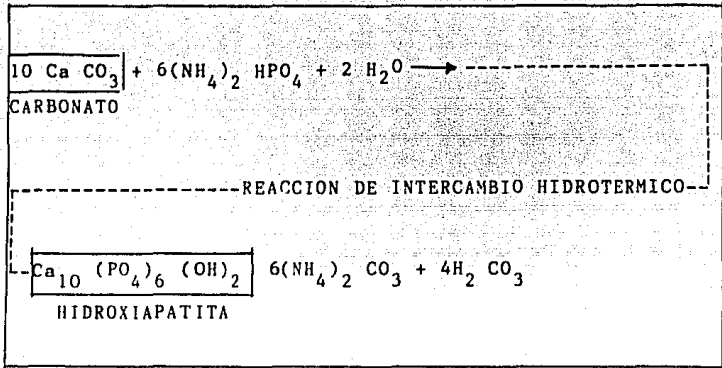 10 Ca CO3 + 6(NH4)2 HPO4 + 2 H2O
CARBONATO
REACCION DE INTERCAMBIO HIDROTERMICO
Ca10 (PO4)6 (OH)2 6(NH4)2 CO3 + 4H2 CO3
HIDROXIAPATITA